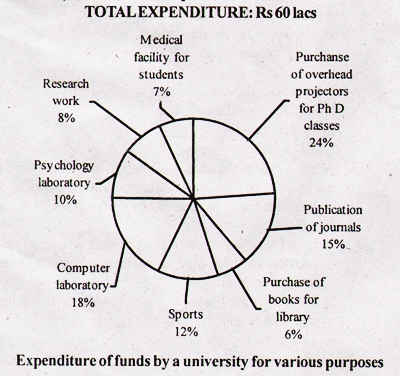 TOTAL EXPENDITURE: Rs 60 lacs
Medical
facility for
students
7%
Purchanse
of overhead
projectors
for Ph D
classes
24%
Research
work
8%
Psychology
laboratory
10%
Publication
of journals
15%
Computer
laboratory
18%
Purchase of
books for
library
6%
Sports
12%
Expenditure of funds by a university for various purposes